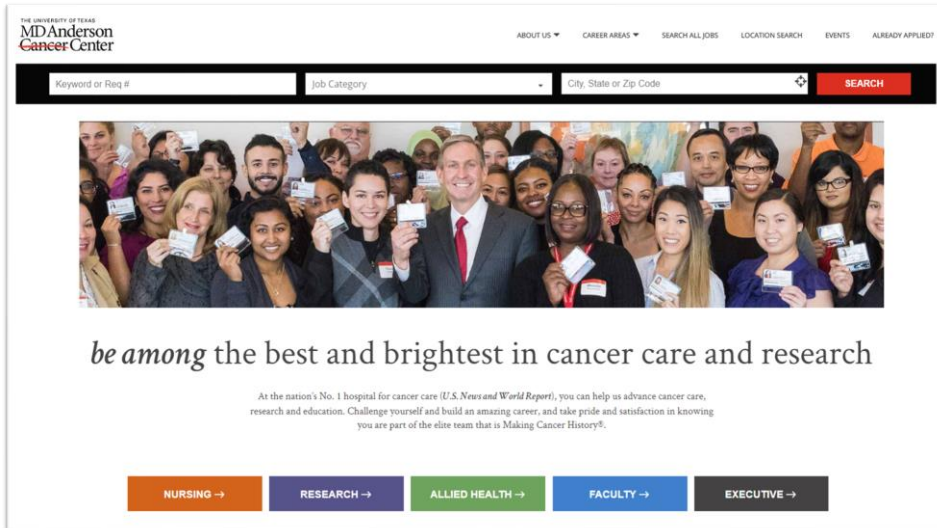 THE UNIVERSITY OF TEXAS
MD Anderson
Cancer Center
ABOUT US
CAREER AREAS
SEARCH ALL JOBS
LOCATION SEARCH
EVENTS
ALREADY APPLIED?
Keyword or Req #
Job Category
City, State or Zip Code
SEARCH
be among the best and brightest in cancer care and research
At the nation's No. 1 hospital for cancer care (U.S. News and World Report), you can help us advance cancer care,
research and education. Challenge yourself and build an amazing career, and take pride and satisfaction in knowing
you are part of the elite team that is Making Cancer History®.
NURSING →
RESEARCH →
ALLIED HEALTH →
FACULTY →
EXECUTIVE →